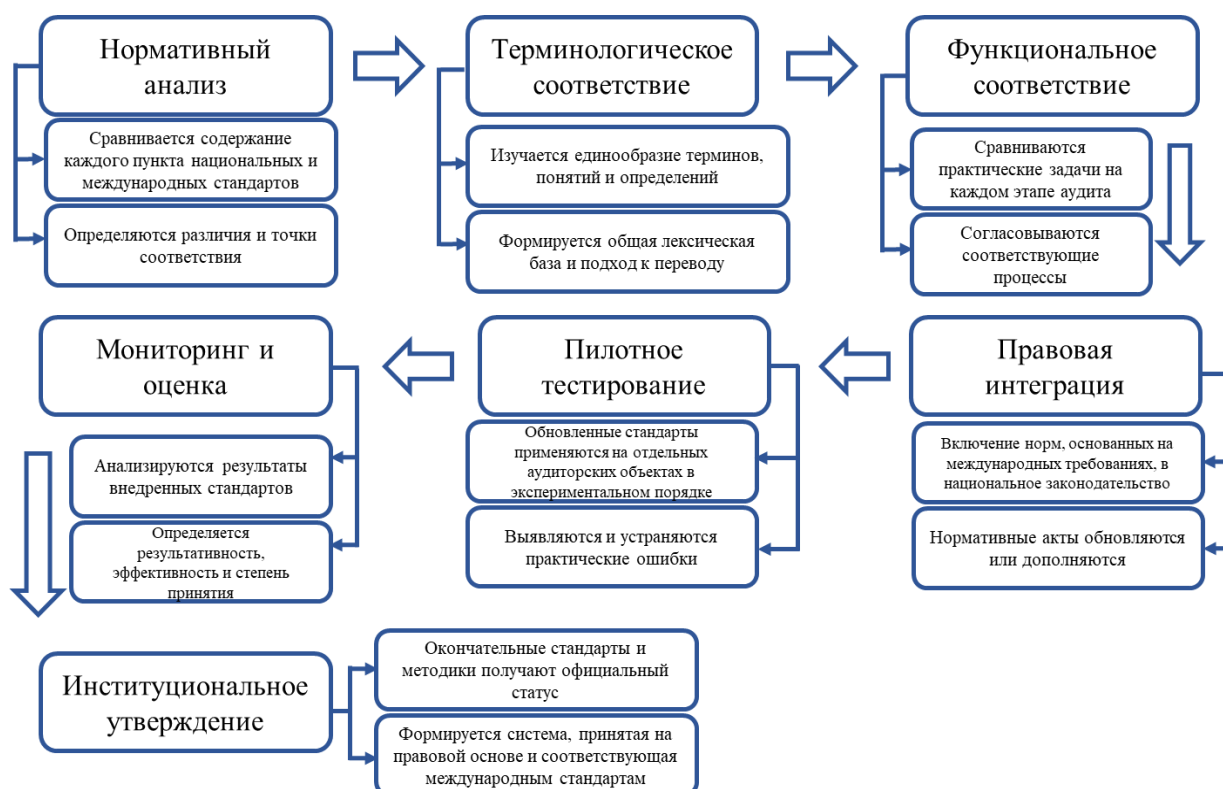 Нормативный
анализ
Сравнивается содержание
каждого пункта национальных и
международных стандартов
Определяются различия и точки
соответствия
Терминологическое
соответствие
Изучается единообразие терминов,
понятий и определений
Формируется общая лексическая
база и подход к переводу
Функциональное
соответствие
Сравниваются
практические задачи на
каждом этапе аудита
Согласовываются
соответствующие
процессы
Правовая
интеграция
Включение норм, основанных на
международных требованиях, в
национальное законодательство
Нормативные акты обновляются
или дополняются
Пилотное
тестирование
Обновленные стандарты
применяются на отдельных
аудиторских объектах в
экспериментальном порядке
Выявляются и устраняются
практические ошибки
Мониторинг и
оценка
Анализируются результаты
внедренных стандартов
Определяется
результативность,
эффективность и степень
принятия
Институциональное
утверждение
Окончательные стандарты и
методики получают официальный
статус
Формируется система, принятая на
правовой основе и соответствующая
международным стандартам